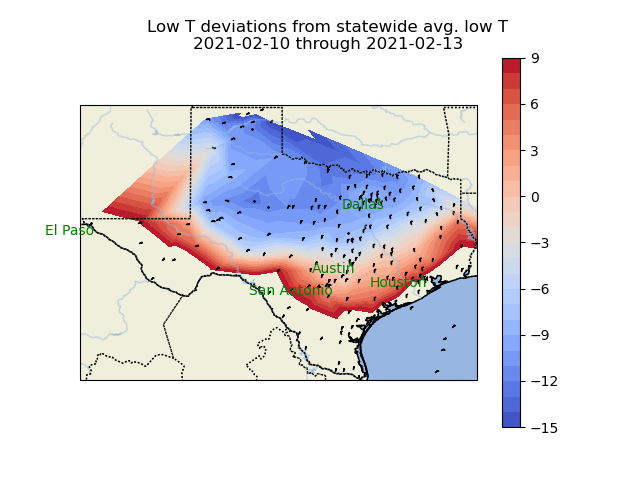 Low T deviations from statewide avg. low T
2021-02-10 through 2021-02-13
9
6
3
0
−3
−6
−9
−12
−15
Dallas
El Paso
Austin
San Antonio
Houston